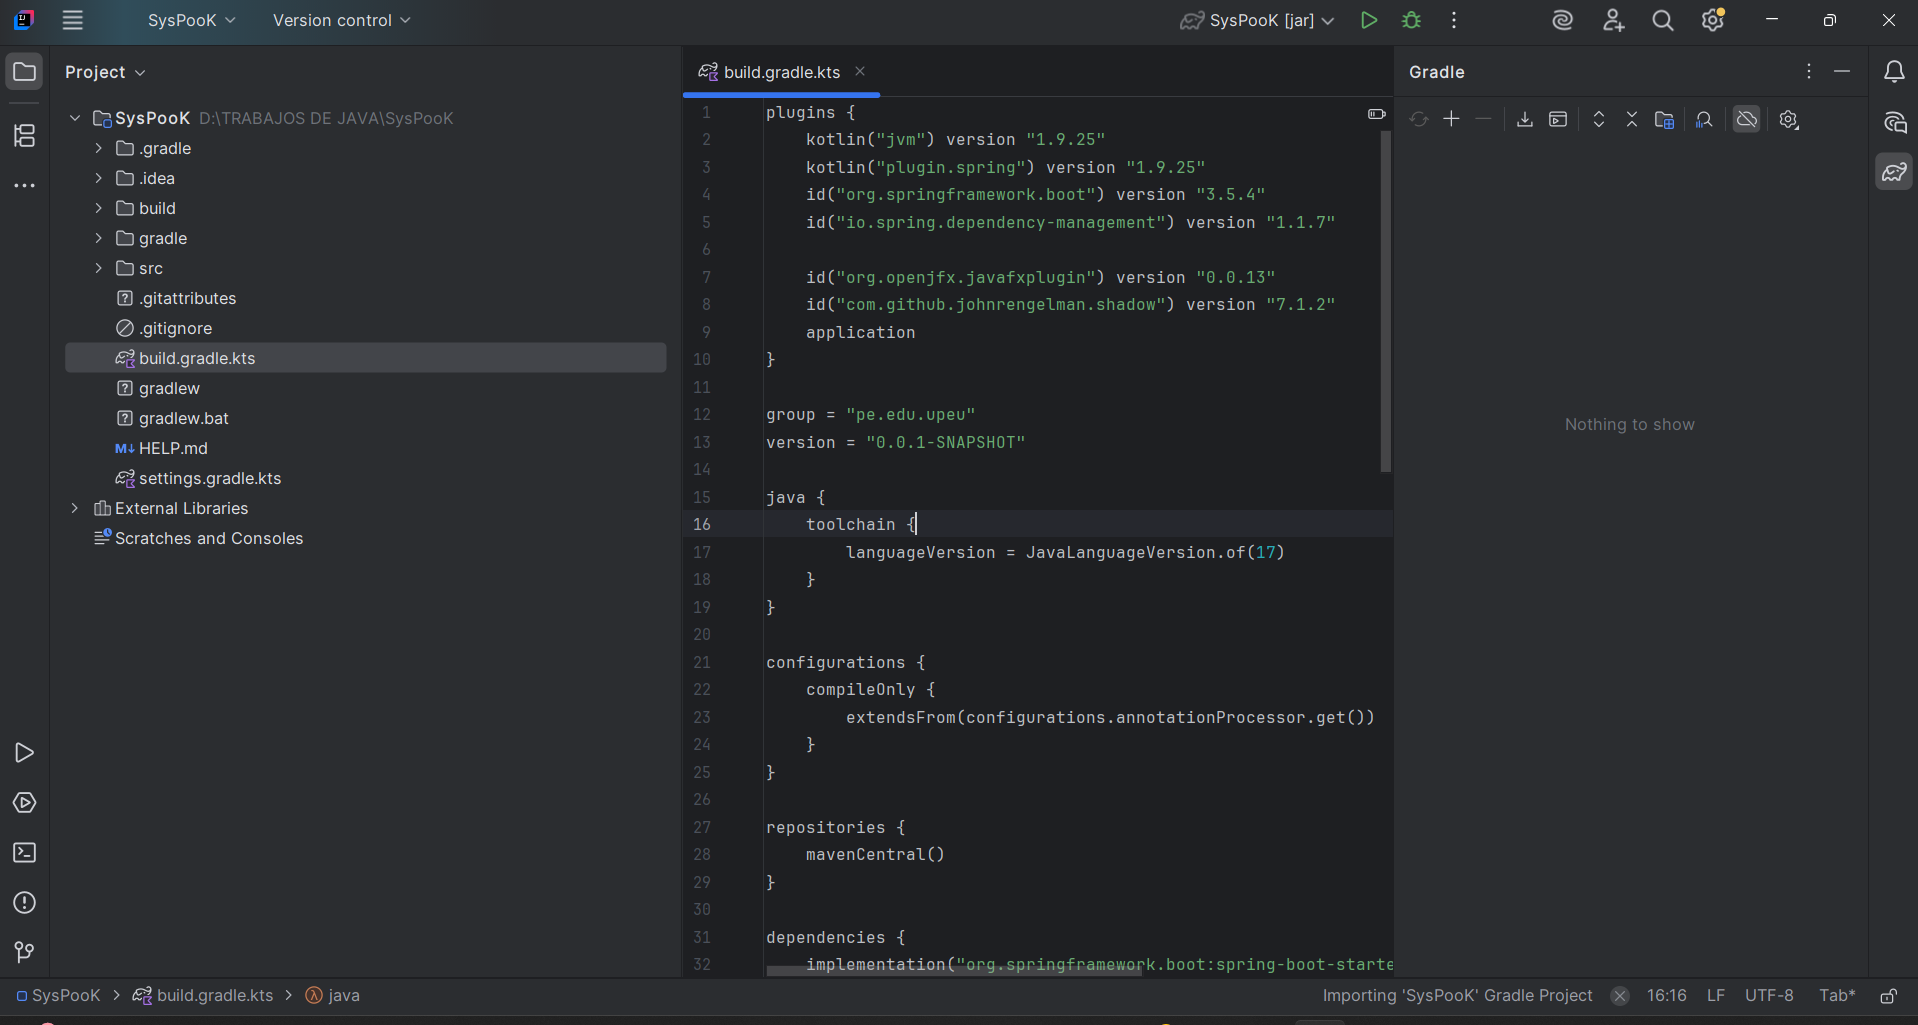 SysPooK
Version control
SysPooK [jar]
Project
SysPooK D:\TRABAJOS DE JAVA\SysPooK
.gradle
.idea
build
gradle
src
.gitattributes
.gitignore
build.gradle.kts
gradlew
gradlew.bat
M↓ HELP.md
settings.gradle.kts
External Libraries
Scratches and Consoles
build.gradle.kts
1 plugins {
2 kotlin("jvm") version "1.9.25"
3 kotlin("plugin.spring") version "1.9.25"
4 id("org.springframework.boot") version "3.5.4"
5 id("io.spring.dependency-management") version "1.1.7"
6
7 id("org.openjfx.javafxplugin") version "0.0.13"
8 id("com.github.johnrengelman.shadow") version "7.1.2"
9 application
10 }
11
12 group = "pe.edu.upeu"
13 version = "0.0.1-SNAPSHOT"
14
15 java {
16 toolchain {
17 languageVersion = JavaLanguageVersion.of(17)
18 }
19 }
20
21 configurations {
22 compileOnly {
23 extendsFrom(configurations.annotationProcessor.get())
24 }
25 }
26
27 repositories {
28 mavenCentral()
29 }
30
31 dependencies {
32 implementation("org.springframework.boot:spring-boot-starte
Gradle
Nothing to show
SysPooK > build.gradle.kts > java
Importing 'SysPooK' Gradle Project
16:16 LF UTF-8 Tab*